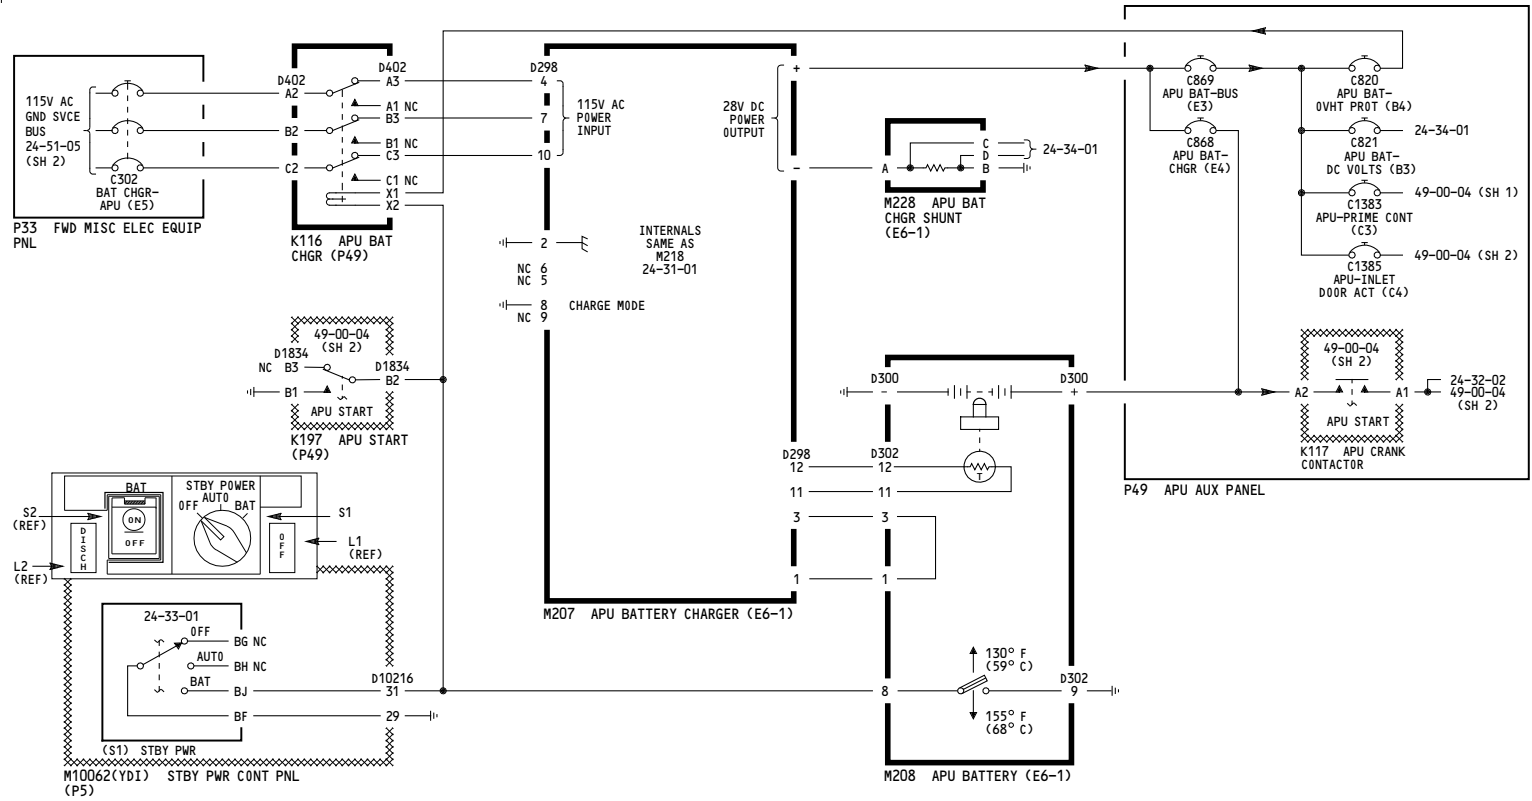 115V AC
GND SVCE
BUS
24-51-05
(SH 2)
C302
BAT CHGR-
APU (E5)
P33 FWD MISC ELEC EQUIP
PNL
D402
A2
B2
C2
D402
A3
A1 NC
B3
B1 NC
C3
C1 NC
X1
X2
K116 APU BAT
CHGR (P49)
D298
4
7
10
115V AC
POWER
INPUT
2
NC 6
NC 5
8
NC 9
CHARGE MODE
INTERNALS
SAME AS
M218
24-31-01
28V DC
POWER
OUTPUT
+
-
D298
12
11
3
1
M207 APU BATTERY CHARGER (E6-1)
A
C
D
B
24-34-01
M228 APU BAT
CHGR SHUNT
(E6-1)
C869
APU BAT-BUS
(E3)
C868
APU BAT-
CHGR (E4)
C820
APU BAT-
OVHT PROT (B4)
C821
APU BAT-
DC VOLTS (B3)
24-34-01
C1383
APU-PRIME CONT
(C3)
49-00-04 (SH 1)
C1385
APU-INLET
DOOR ACT (C4)
49-00-04 (SH 2)
49-00-04
(SH 2)
A2
A1
APU START
24-32-02
49-00-04
(SH 2)
K117 APU CRANK
CONTACTOR
P49 APU AUX PANEL
49-00-04
(SH 2)
D1834
NC B3
B1
D1834
B2
APU START
K197 APU START
(P49)
D300
-
D300
+
D302
12
11
3
1
T
8
130° F
(59° C)
155° F
(68° C)
D302
9
M208 APU BATTERY (E6-1)
BAT
ON
OFF
STBY POWER
OFF
AUTO
BAT
DISCH
OFF
S2
(REF)
L2
(REF)
S1
L1
(REF)
24-33-01
OFF
BG NC
AUTO
BH NC
BAT
BJ
BF
D10216
31
29
(S1) STBY PWR
M10062(YDI) STBY PWR CONT PNL
(P5)